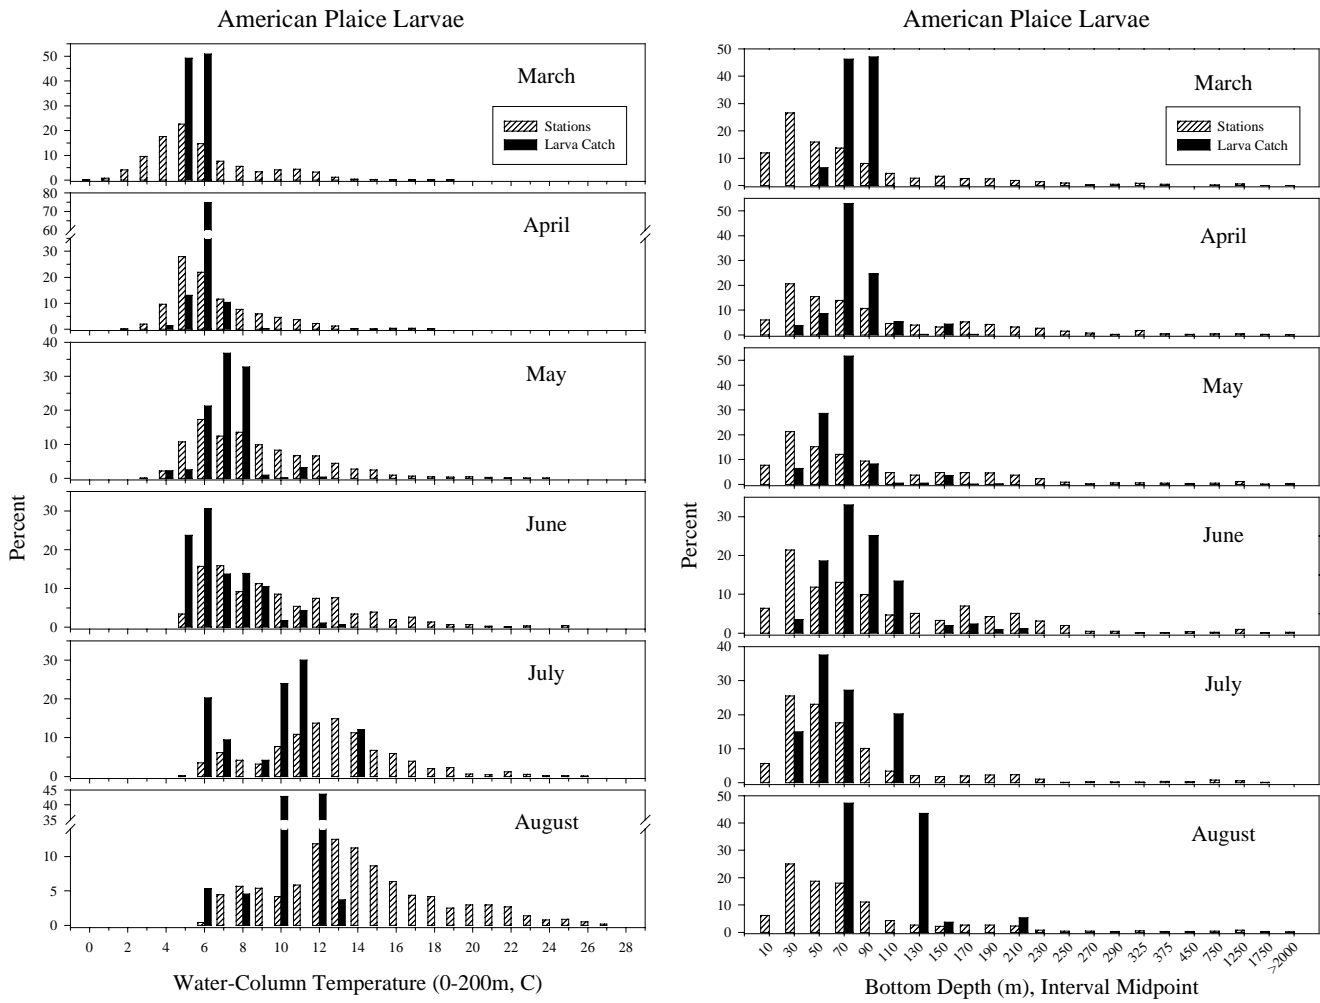 American Plaice Larvae
March
Stations
Larva Catch
50
40
30
20
10
0
April
80
70
60
30
20
10
0
May
40
30
20
10
0
June
30
20
10
0
July
30
20
10
0
August
45
40
35
10
5
0
Percent
0 2 4 6 8 10 12 14 16 18 20 22 24 26 28
Water-Column Temperature (0-200m, C)
American Plaice Larvae
March
Stations
Larva Catch
50
40
30
20
10
0
April
50
40
30
20
10
0
May
50
40
30
20
10
0
June
30
20
10
0
July
40
30
20
10
0
August
50
40
30
20
10
0
Percent
10 30 50 70 90 110 130 150 170 190 210 230 250 270 290 325 375 450 750 1250 1750 >2000
Bottom Depth (m), Interval Midpoint